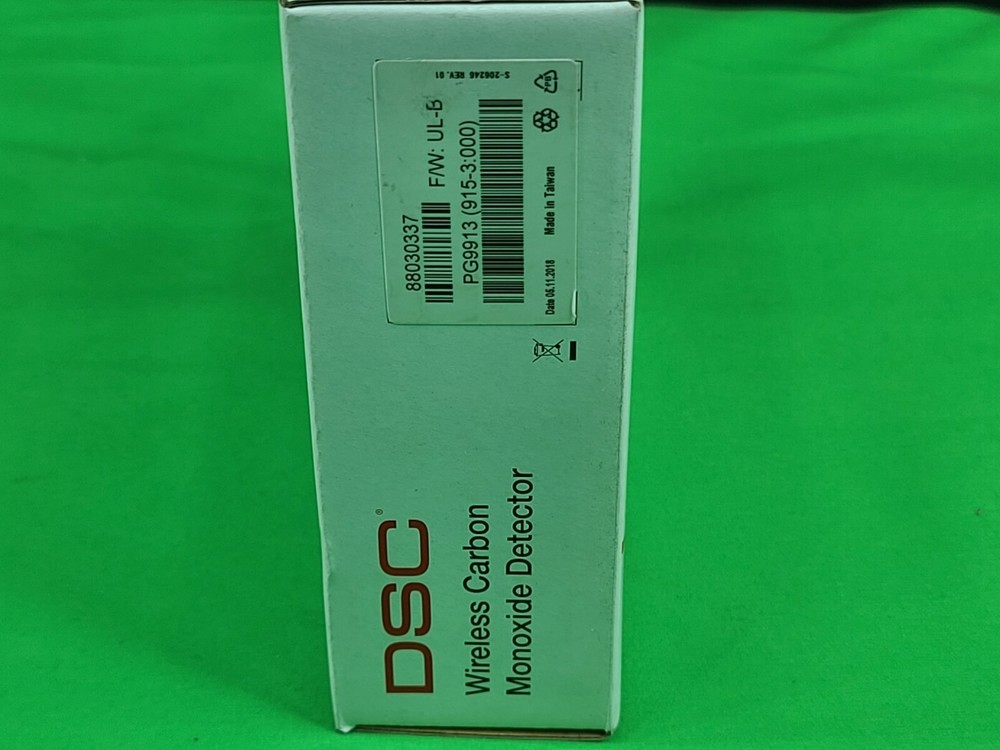 DSC®
Wireless Carbon
Monoxide Detector
88030337
F/W: UL-B
PG9913 (915-3:000)
Date 05.11.2018
Made in Taiwan
S-206246 REV. 01